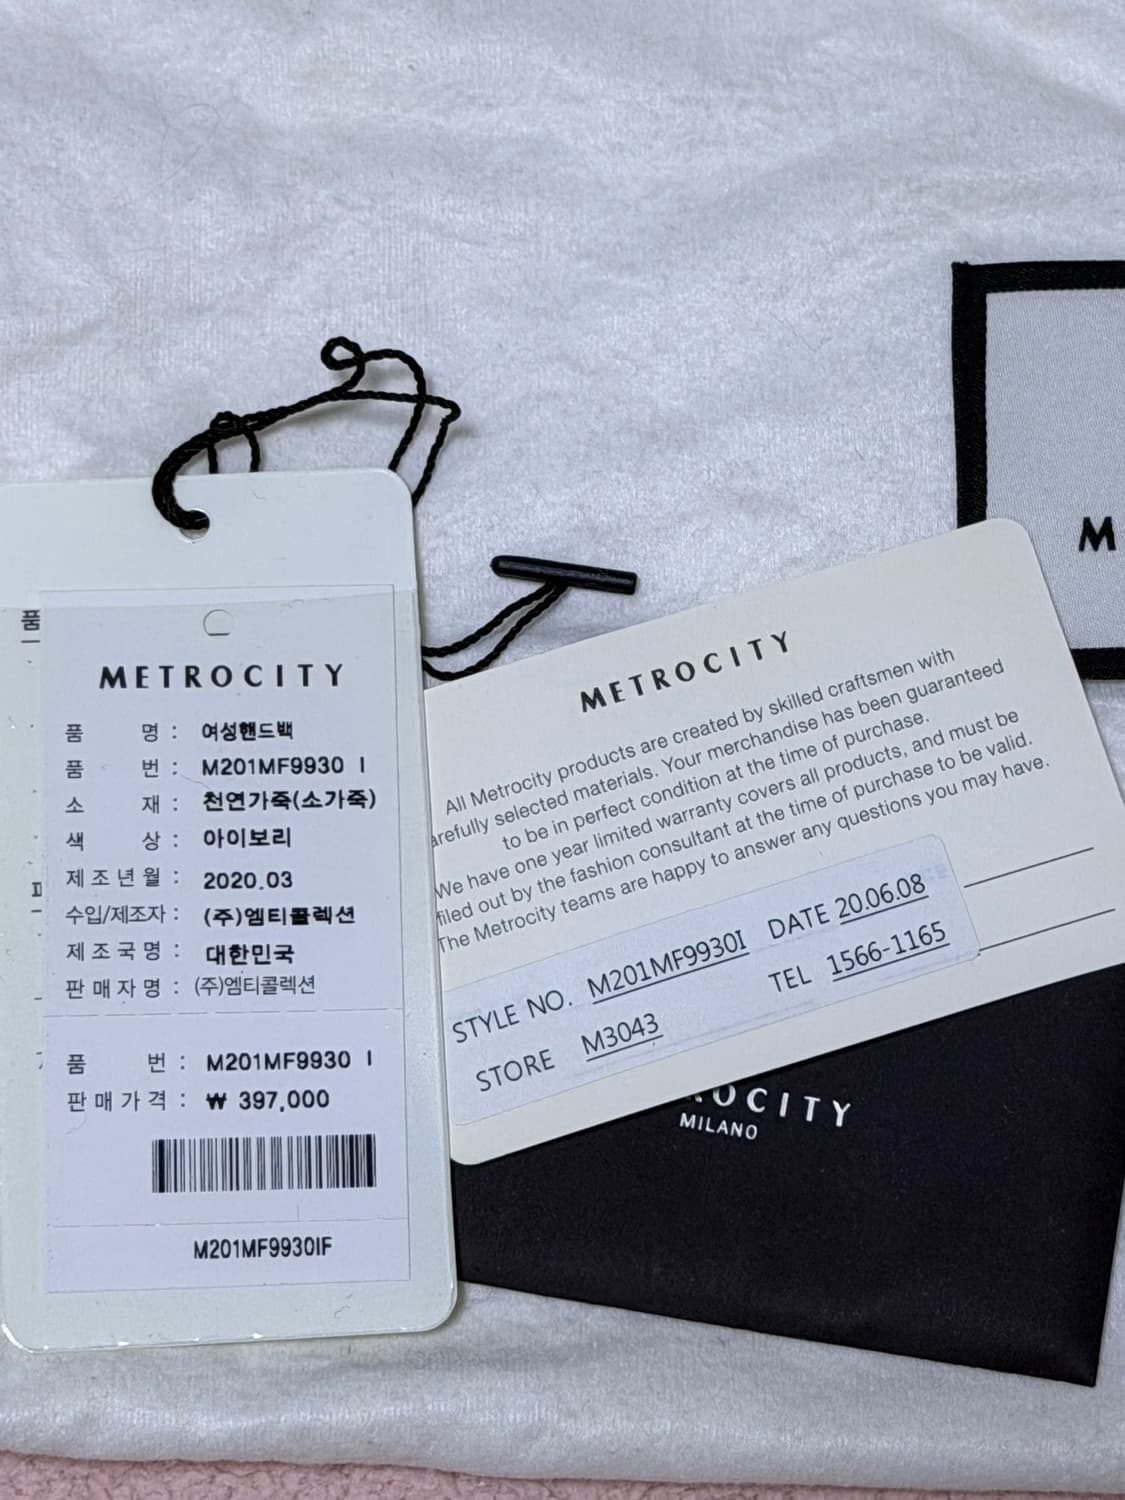 품
METROCITY
품 명 : 여성핸드백
품 번 : M201MF9930 I
소 재 : 천연가죽(소가죽)
색 상 : 아이보리
제조년월 : 2020.03
수입/제조자 : (주)엠티콜렉션
제조국명 : 대한민국
판매자명 : (주)엠티콜렉션
품 번 : M201MF9930 I
판매가격 : ₩ 397,000
M201MF9930IF
METROCITY
All Metrocity products are created by skilled craftsmen with
arefully selected materials. Your merchandise has been guaranteed
to be in perfect condition at the time of purchase.
We have one year limited warranty covers all products, and must be
filed out by the fashion consultant at the time of purchase to be valid.
The Metrocity teams are happy to answer any questions you may have.
STYLE NO. M201MF9930I DATE 20.06.08
STORE M3043 TEL 1566-1165
ROCITY
MILANO
M